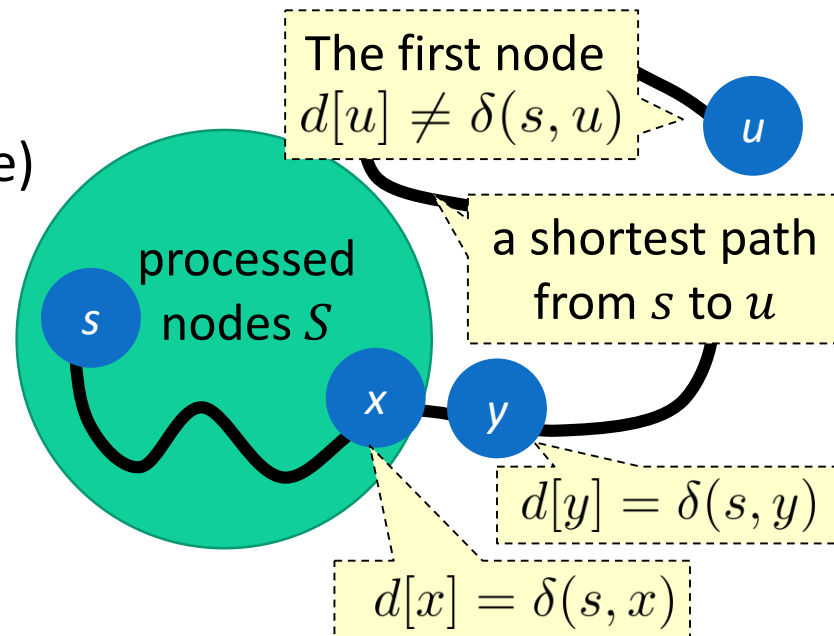 The first node
d[u] ≠ δ(s, u)
u
e)
processed
nodes S
s
a shortest path
from s to u
x
y
d[y] = δ(s, y)
d[x] = δ(s, x)